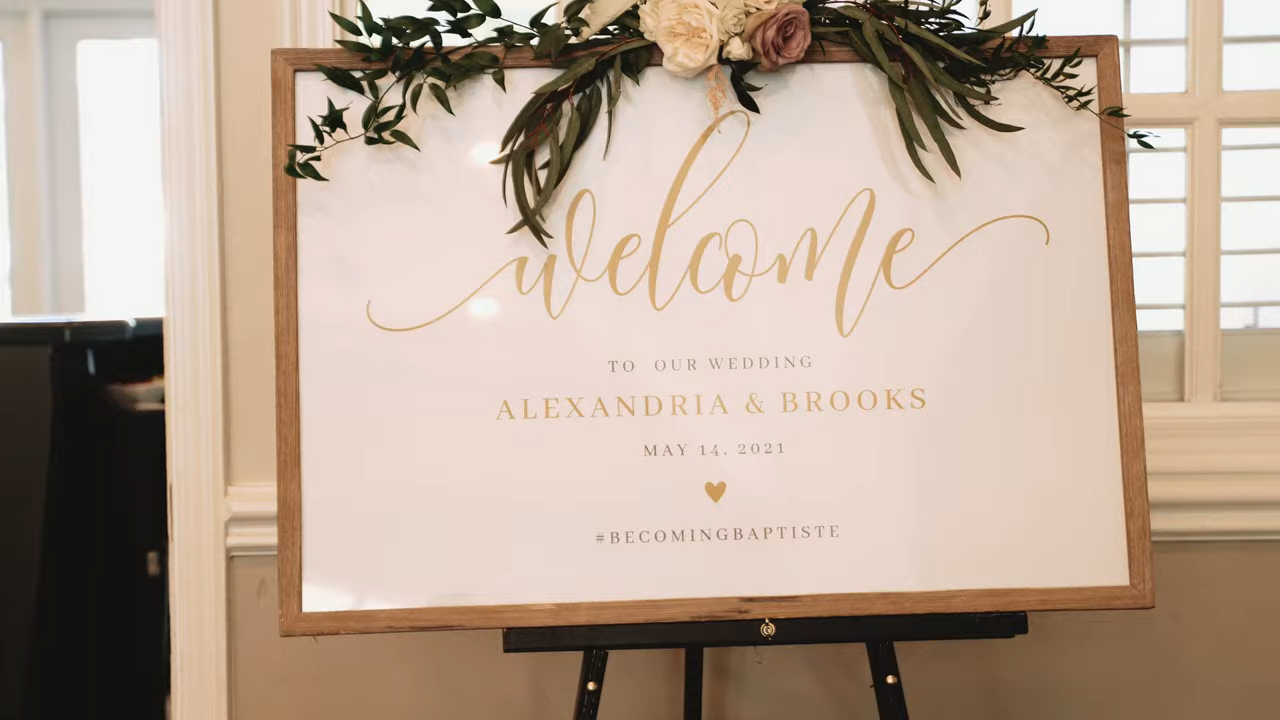 welcome
TO OUR WEDDING
ALEXANDRIA & BROOKS
MAY 14, 2021
#BECOMINGBAPTISTE